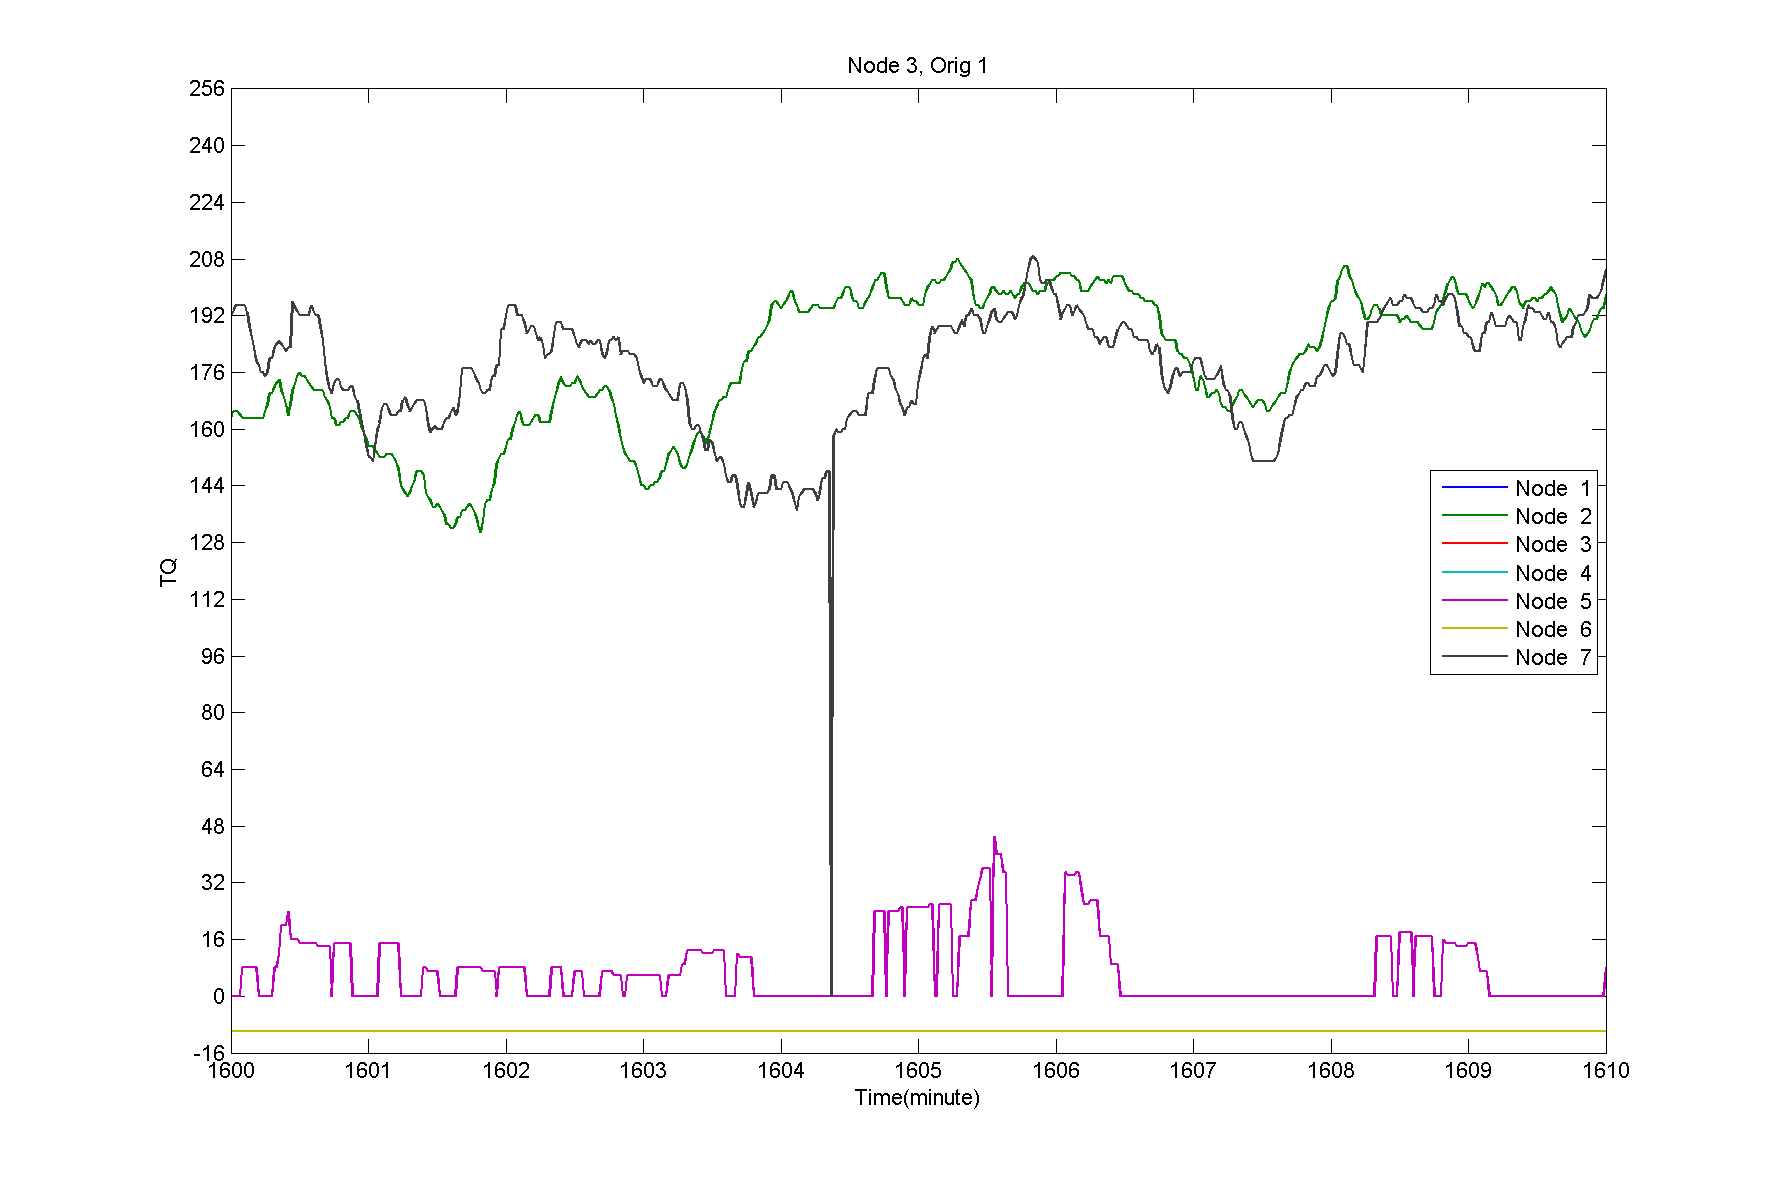 Node 3, Orig 1
256
240
224
208
192
176
160
144
128
112
96
80
64
48
32
16
0
-16
TQ
Node 1
Node 2
Node 3
Node 4
Node 5
Node 6
Node 7
1600 1601 1602 1603 1604 1605 1606 1607 1608 1609 1610
Time(minute)